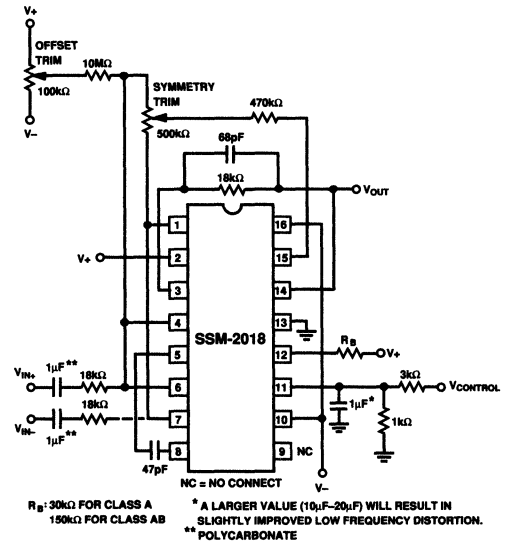 V+
OFFSET
TRIM
10MΩ
100kΩ
V–
SYMMETRY
TRIM
500kΩ
470kΩ
68pF
18kΩ
VOUT
1
16
V+
2
15
3
14
4
13
SSM-2018
5
12
RB
V+
6
11
3kΩ
VCONTROL
VIN+
1μF**
18kΩ
18kΩ
VIN–
1μF**
7
10
1μF*
1kΩ
8
9
NC
47pF
NC = NO CONNECT
V–
RB: 30kΩ FOR CLASS A
150kΩ FOR CLASS AB
* A LARGER VALUE (10μF–20μF) WILL RESULT IN
SLIGHTLY IMPROVED LOW FREQUENCY DISTORTION.
** POLYCARBONATE